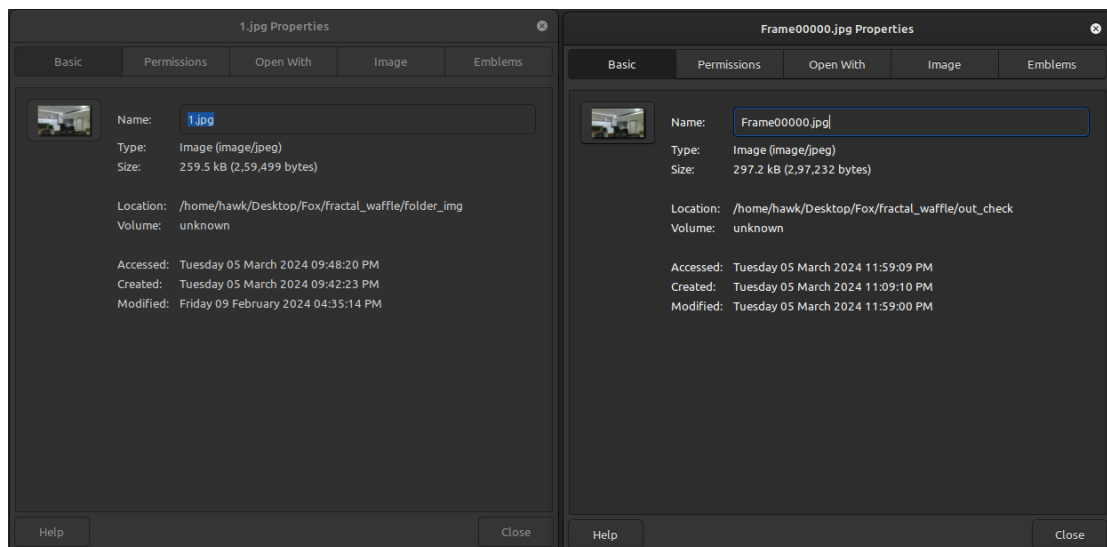 1.jpg Properties
Basic Permissions Open With Image Emblems
Name: 1.jpg
Type: Image (image/jpeg)
Size: 259.5 kB (2,59,499 bytes)
Location: /home/hawk/Desktop/Fox/fractal_waffle/folder_img
Volume: unknown
Accessed: Tuesday 05 March 2024 09:48:20 PM
Created: Tuesday 05 March 2024 09:42:23 PM
Modified: Friday 09 February 2024 04:35:14 PM
Help Close
Frame00000.jpg Properties
Basic Permissions Open With Image Emblems
Name: Frame00000.jpg
Type: Image (image/jpeg)
Size: 297.2 kB (2,97,232 bytes)
Location: /home/hawk/Desktop/Fox/fractal_waffle/out_check
Volume: unknown
Accessed: Tuesday 05 March 2024 11:59:09 PM
Created: Tuesday 05 March 2024 11:09:10 PM
Modified: Tuesday 05 March 2024 11:59:00 PM
Help Close